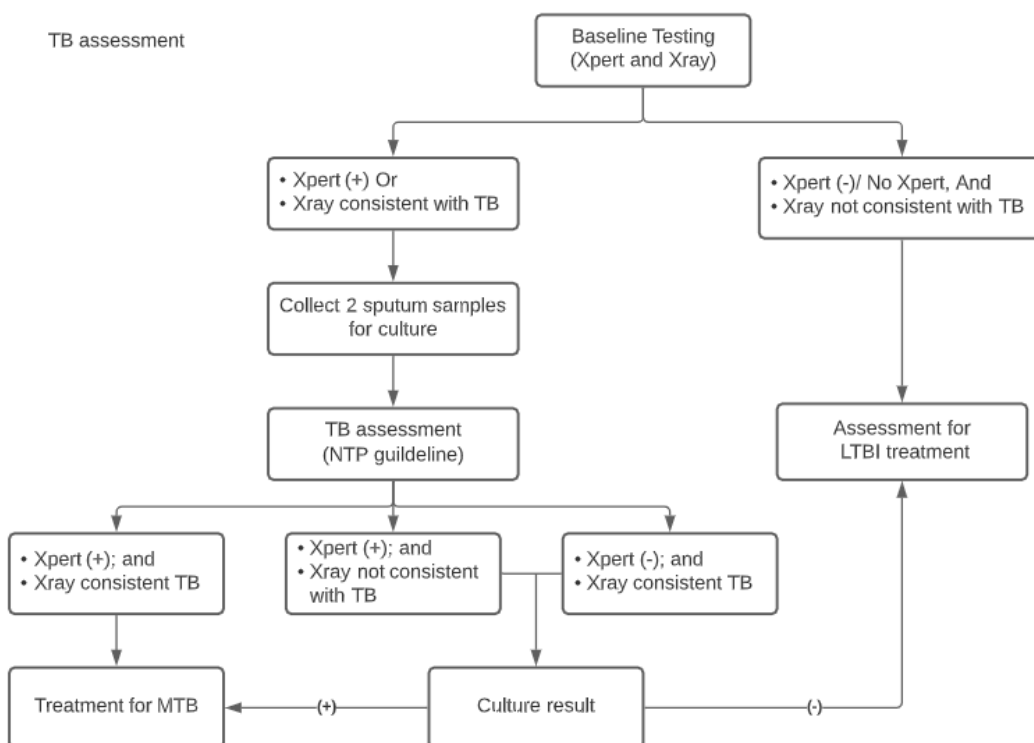 TB assessment
Baseline Testing
(Xpert and Xray)
• Xpert (+) Or
• Xray consistent with TB
• Xpert (-)/ No Xpert, And
• Xray not consistent with TB
Collect 2 sputum samples
for culture
TB assessment
(NTP guildeline)
Assessment for
LTBI treatment
• Xpert (+); and
• Xray consistent TB
• Xpert (+); and
• Xray not consistent
with TB
• Xpert (-); and
• Xray consistent TB
Treatment for MTB
(+)
Culture result
(-)